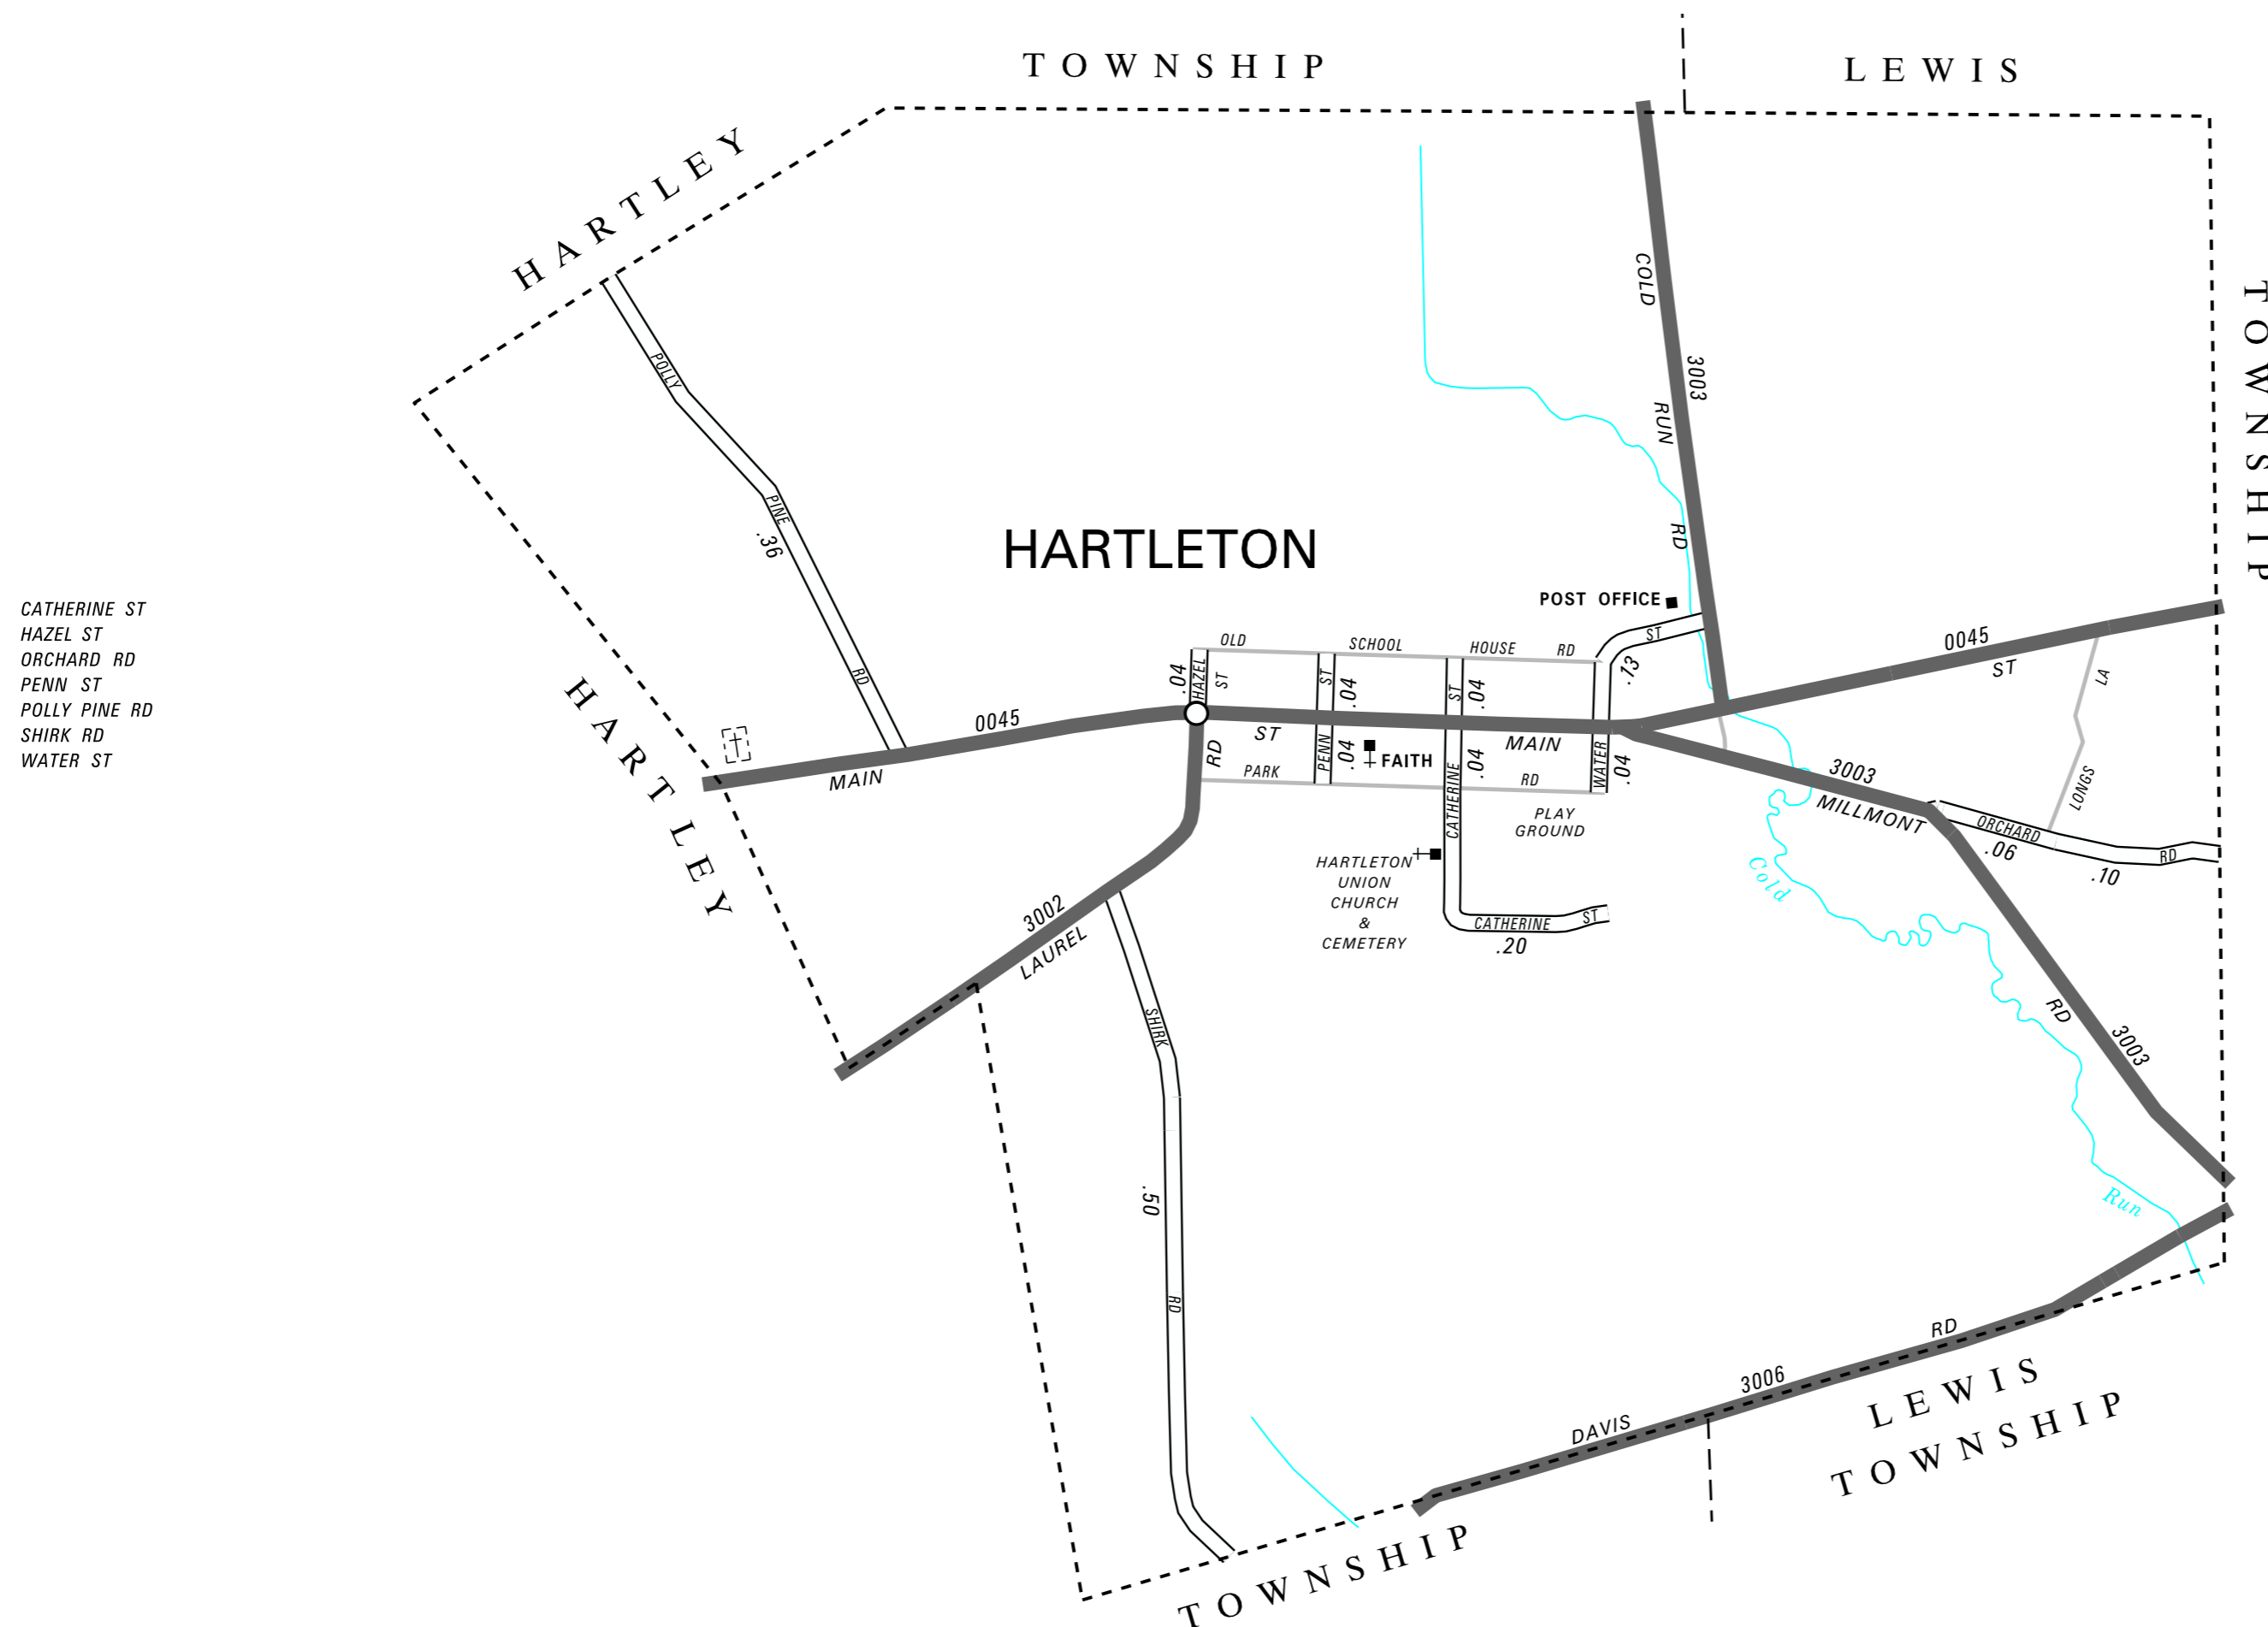 TOWNSHIP
LEWIS
HARTLEY
TOWNSHIP
COLD
3003
RUN
RD
POLLY
PINE
.36
RD
HARTLETON
CATHERINE ST
HAZEL ST
ORCHARD RD
PENN ST
POLLY PINE RD
SHIRK RD
WATER ST
POST OFFICE
ST
.13
OLD
SCHOOL
HOUSE
RD
.04
HAZEL
ST
ST
.04
ST
.04
0045
ST
LA
LONGS
HARTLEY
0045
MAIN
ST
MAIN
RD
PENN
.04
FAITH
CATHERINE
.04
WATER
.04
PARK
RD
PLAY
GROUND
3003
MILLMONT
ORCHARD
.06
RD
.10
HARTLETON
UNION
CHURCH
&
CEMETERY
CATHERINE
ST
.20
Cold
3002
LAUREL
SHIRK
.50
RD
RD
3003
Run
DAVIS
3006
RD
LEWIS
TOWNSHIP
TOWNSHIP